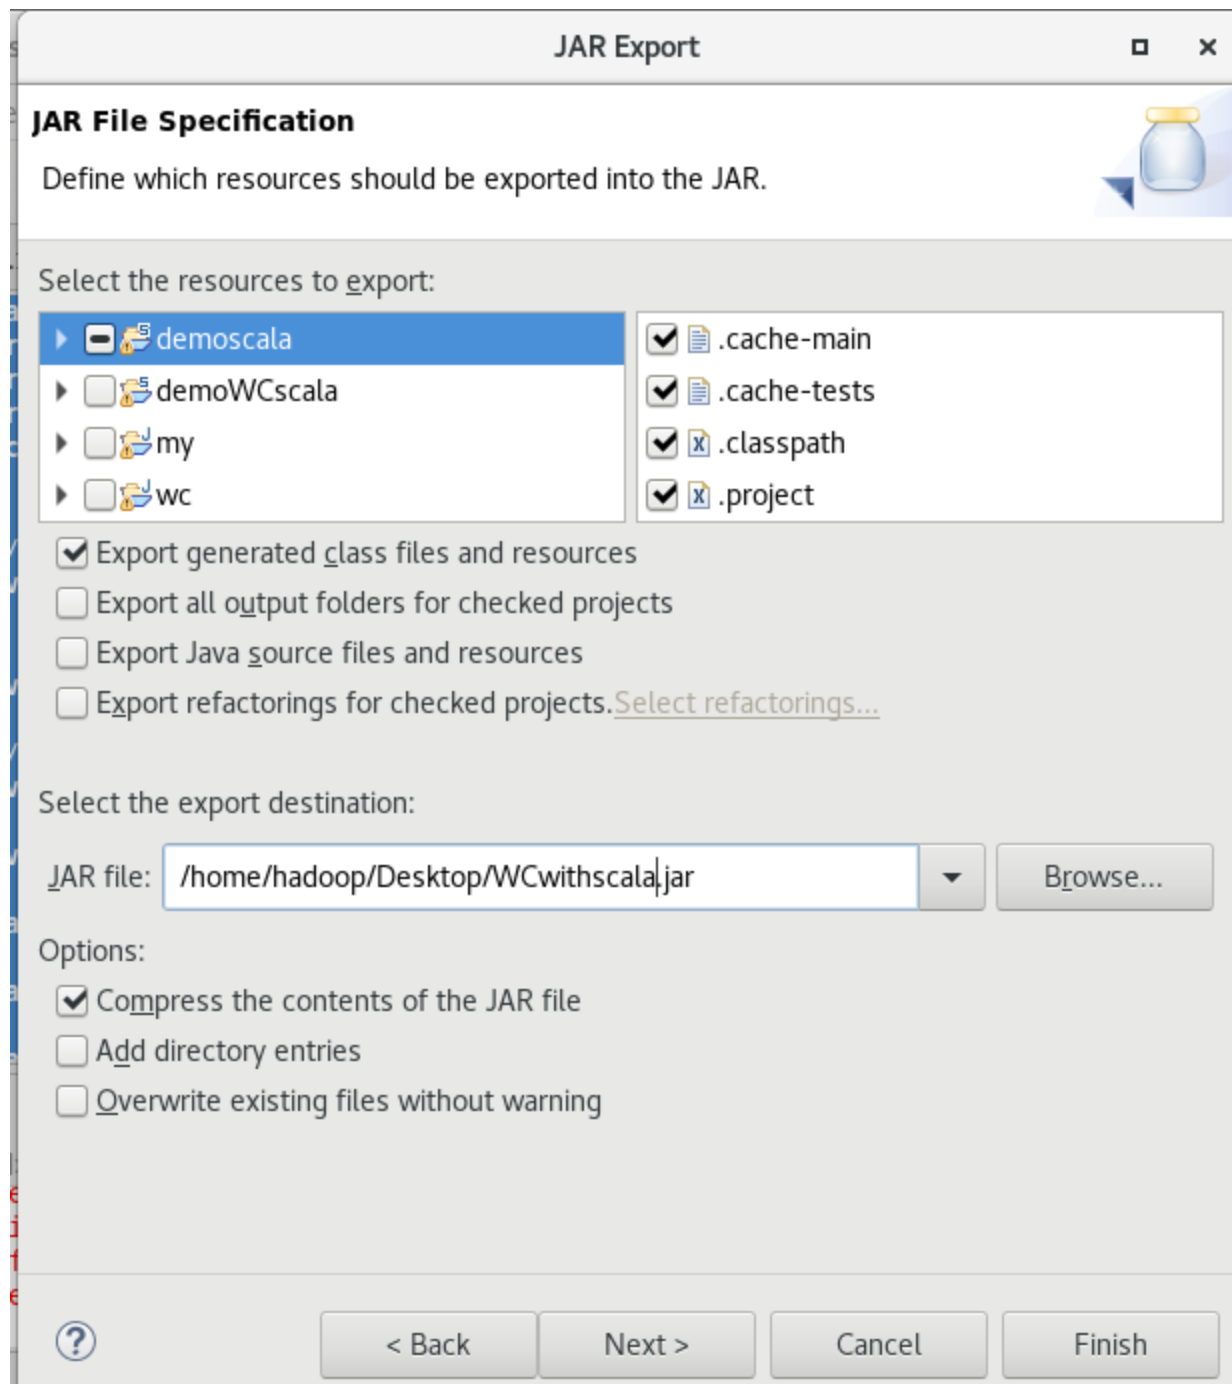 JAR Export
JAR File Specification
Define which resources should be exported into the JAR.
Select the resources to export:
demoscala
demoWCscala
my
wc
.cache-main
.cache-tests
.classpath
.project
Export generated class files and resources
Export all output folders for checked projects
Export Java source files and resources
Export refactorings for checked projects. Select refactorings...
Select the export destination:
JAR file: /home/hadoop/Desktop/WCwithscala.jar Browse...
Options:
Compress the contents of the JAR file
Add directory entries
Overwrite existing files without warning
< Back Next > Cancel Finish